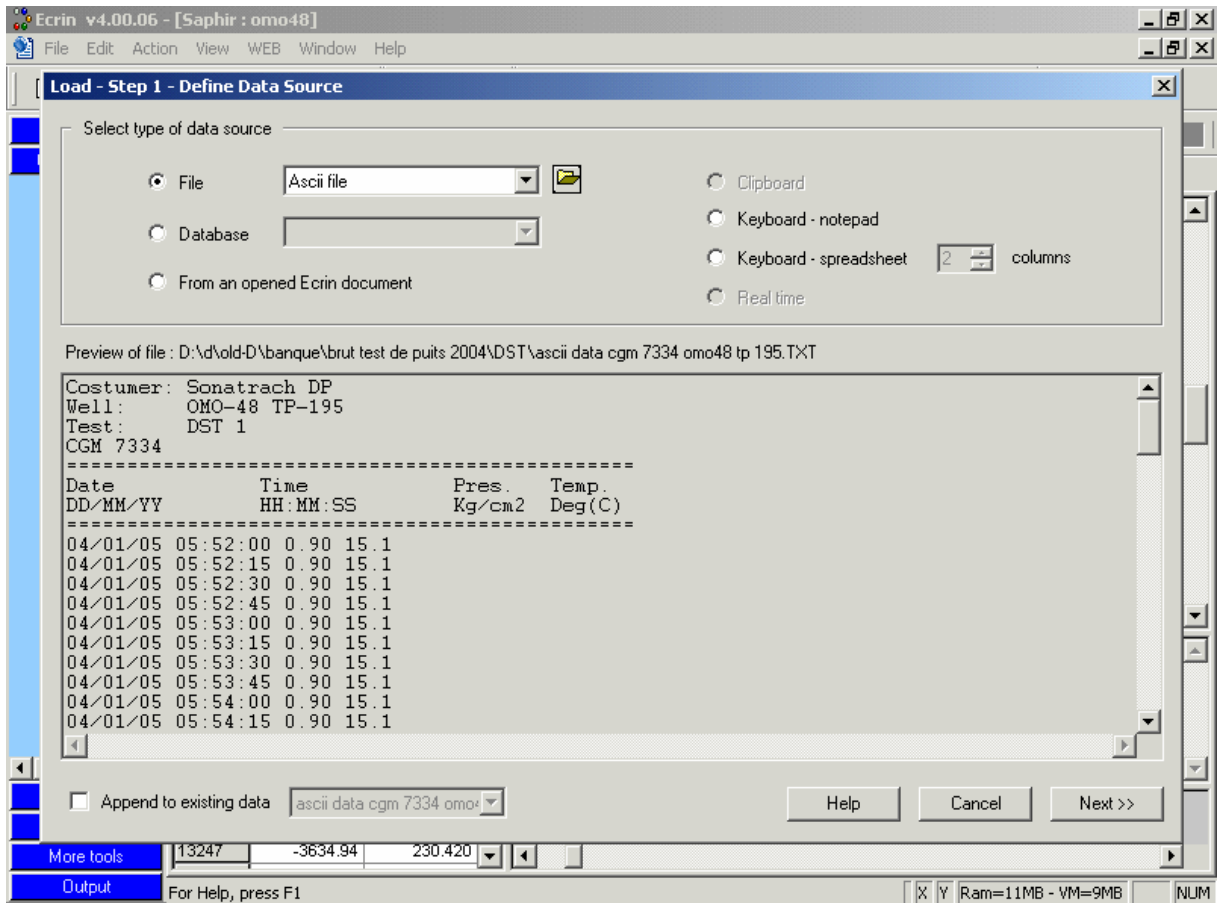 Ecrin v4.00.06 - [Saphir : omo48]
File Edit Action View WEB Window Help
Load - Step 1 - Define Data Source
Select type of data source
File Ascii file
Database
From an opened Ecrin document
Clipboard
Keyboard - notepad
Keyboard - spreadsheet 2 columns
Real time
Preview of file : D:\d\old-D\banque\brut test de puits 2004\DST\ascii data cgm 7334 omo48 tp 195.TXT
Costumer: Sonatrach DP
Well: OMO-48 TP-195
Test: DST 1
CGM 7334
===============================================
Date Time Pres. Temp.
DD/MM/YY HH:MM:SS Kg/cm2 Deg(C)
===============================================
04/01/05 05:52:00 0.90 15.1
04/01/05 05:52:15 0.90 15.1
04/01/05 05:52:30 0.90 15.1
04/01/05 05:52:45 0.90 15.1
04/01/05 05:53:00 0.90 15.1
04/01/05 05:53:15 0.90 15.1
04/01/05 05:53:30 0.90 15.1
04/01/05 05:53:45 0.90 15.1
04/01/05 05:54:00 0.90 15.1
04/01/05 05:54:15 0.90 15.1
Append to existing data ascii data cgm 7334 omo
Help Cancel Next >>
More tools 13247 -3634.94 230.420
Output For Help, press F1 X Y Ram=11MB - VM=9MB NUM